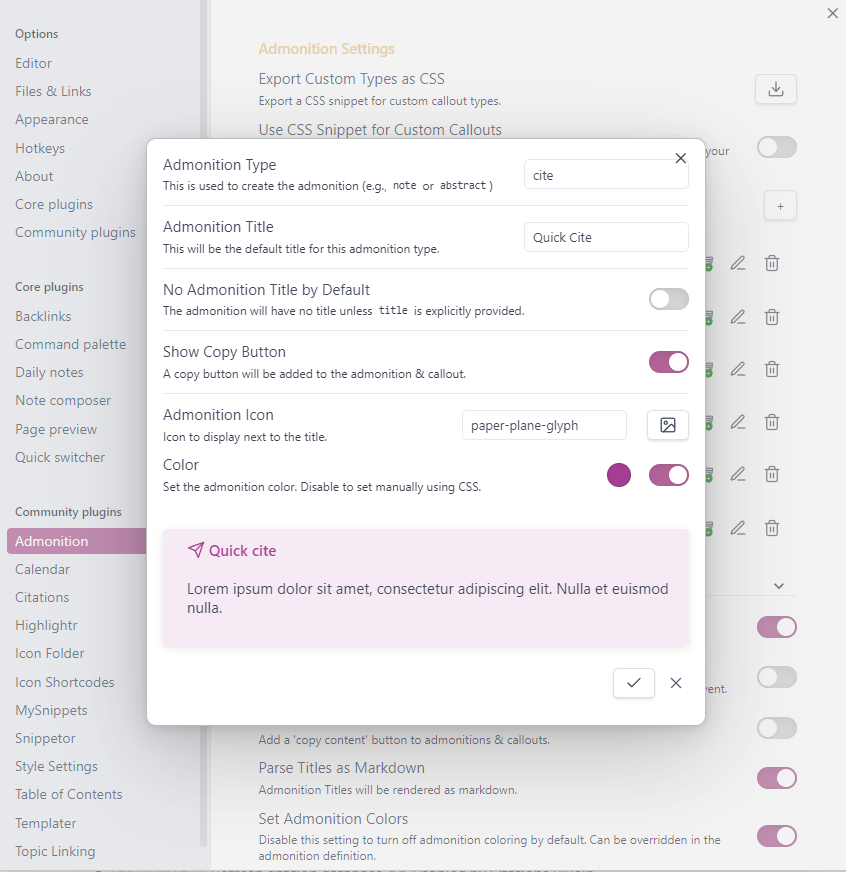 Options
Editor
Files & Links
Appearance
Hotkeys
About
Core plugins
Community plugins
Core plugins
Backlinks
Command palette
Daily notes
Note composer
Page preview
Quick switcher
Community plugins
Admonition
Calendar
Citations
Highlightr
Icon Folder
Icon Shortcodes
MySnippets
Snippetor
Style Settings
Table of Contents
Templater
Topic Linking
Admonition Settings
Export Custom Types as CSS
Export a CSS snippet for custom callout types.
Use CSS Snippet for Custom Callouts
your
+
Admonition Type
This is used to create the admonition (e.g., note or abstract)
cite
Admonition Title
This will be the default title for this admonition type.
Quick Cite
No Admonition Title by Default
The admonition will have no title unless title is explicitly provided.
Show Copy Button
A copy button will be added to the admonition & callout.
Admonition Icon
Icon to display next to the title.
paper-plane-glyph
Color
Set the admonition color. Disable to set manually using CSS.
Quick cite
Lorem ipsum dolor sit amet, consectetur adipiscing elit. Nulla et euismod
nulla.
vent.
Add a 'copy content' button to admonitions & callouts.
Parse Titles as Markdown
Admonition Titles will be rendered as markdown.
Set Admonition Colors
Disable this setting to turn off admonition coloring by default. Can be overridden in the
admonition definition.